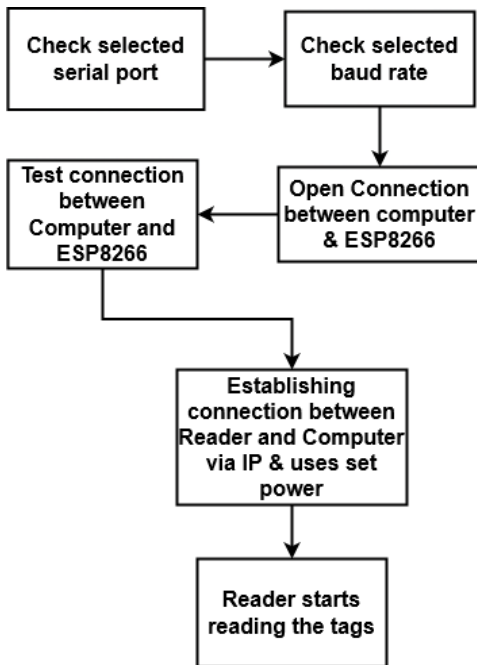 Check selected
serial port
Check selected
baud rate
Open Connection
between computer
& ESP8266
Test connection
between
Computer and
ESP8266
Establishing
connection between
Reader and Computer
via IP & uses set
power
Reader starts
reading the tags